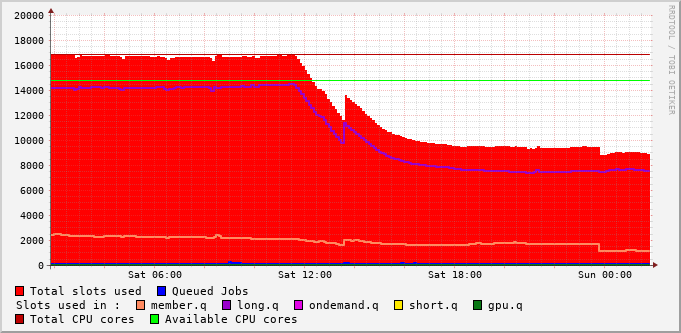 20000
18000
16000
14000
12000
10000
8000
6000
4000
2000
0
Sat 06:00 Sat 12:00 Sat 18:00 Sun 00:00
RRDTOOL / TOBI OETIKER
Total slots used Queued Jobs
Slots used in : member.q long.q ondemand.q short.q gpu.q
Total CPU cores Available CPU cores